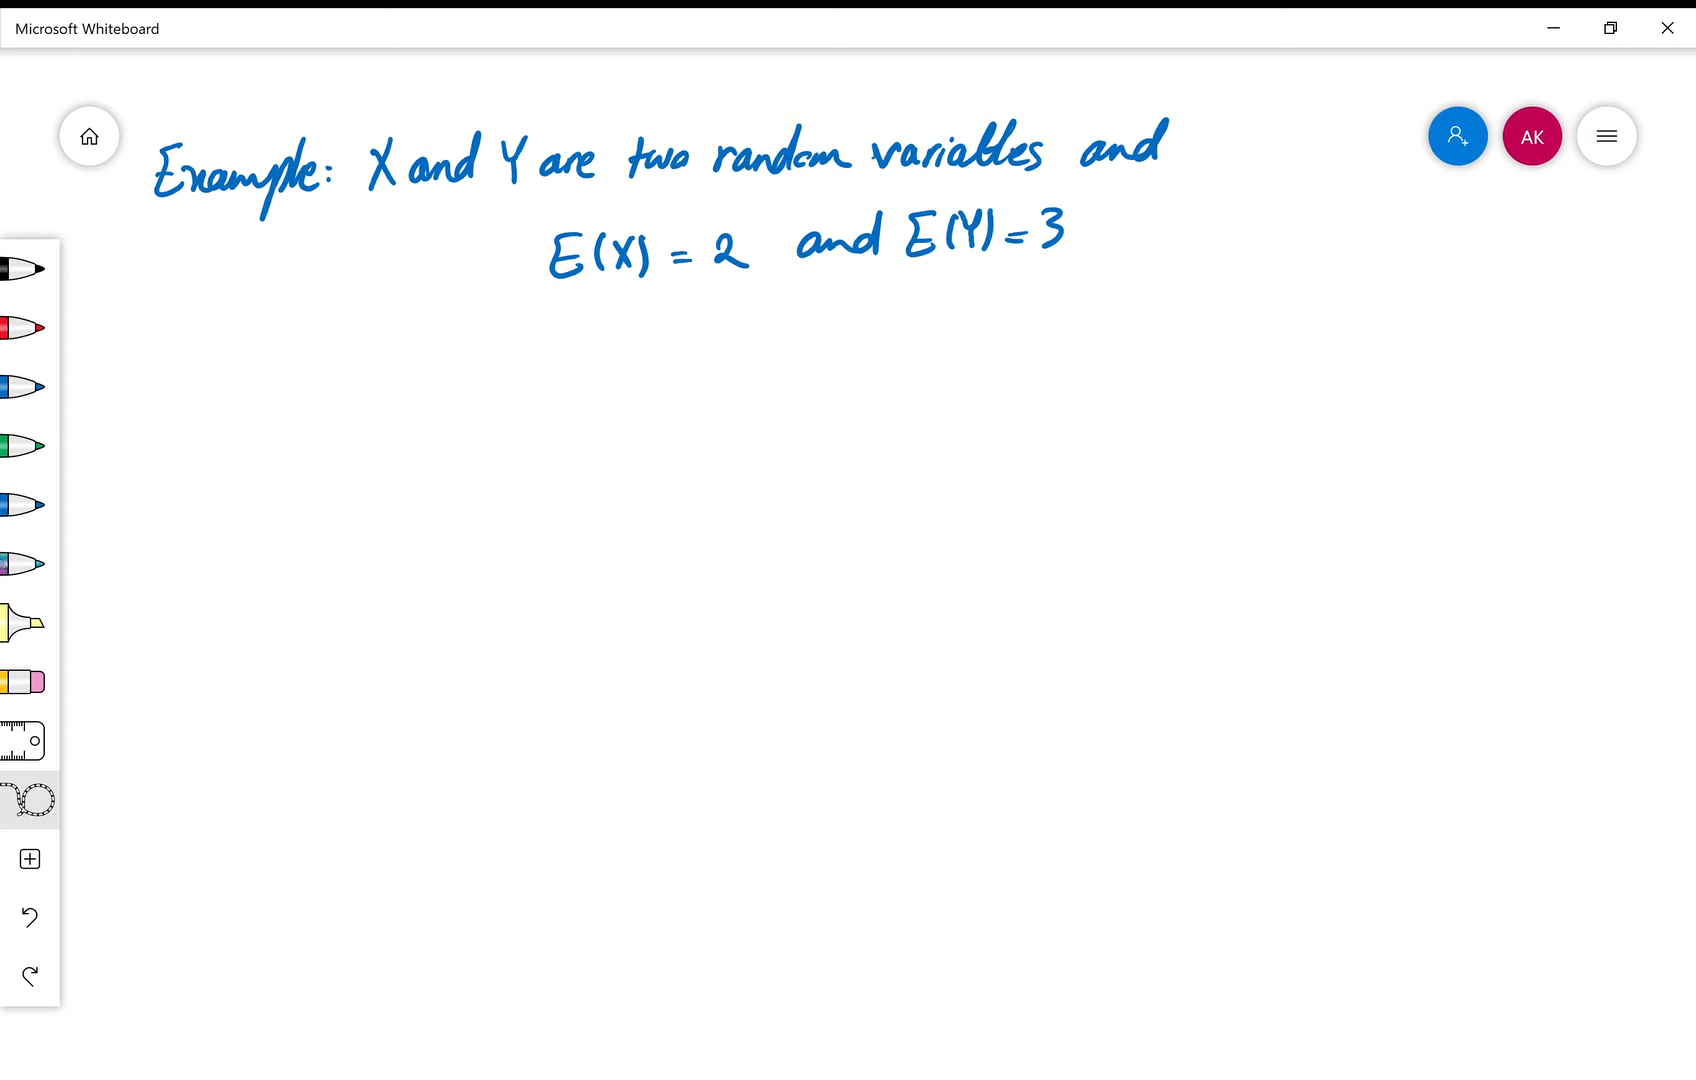 Microsoft Whiteboard
AK
Example: X and Y are two random variables and
E(X) = 2 and E(Y) = 3